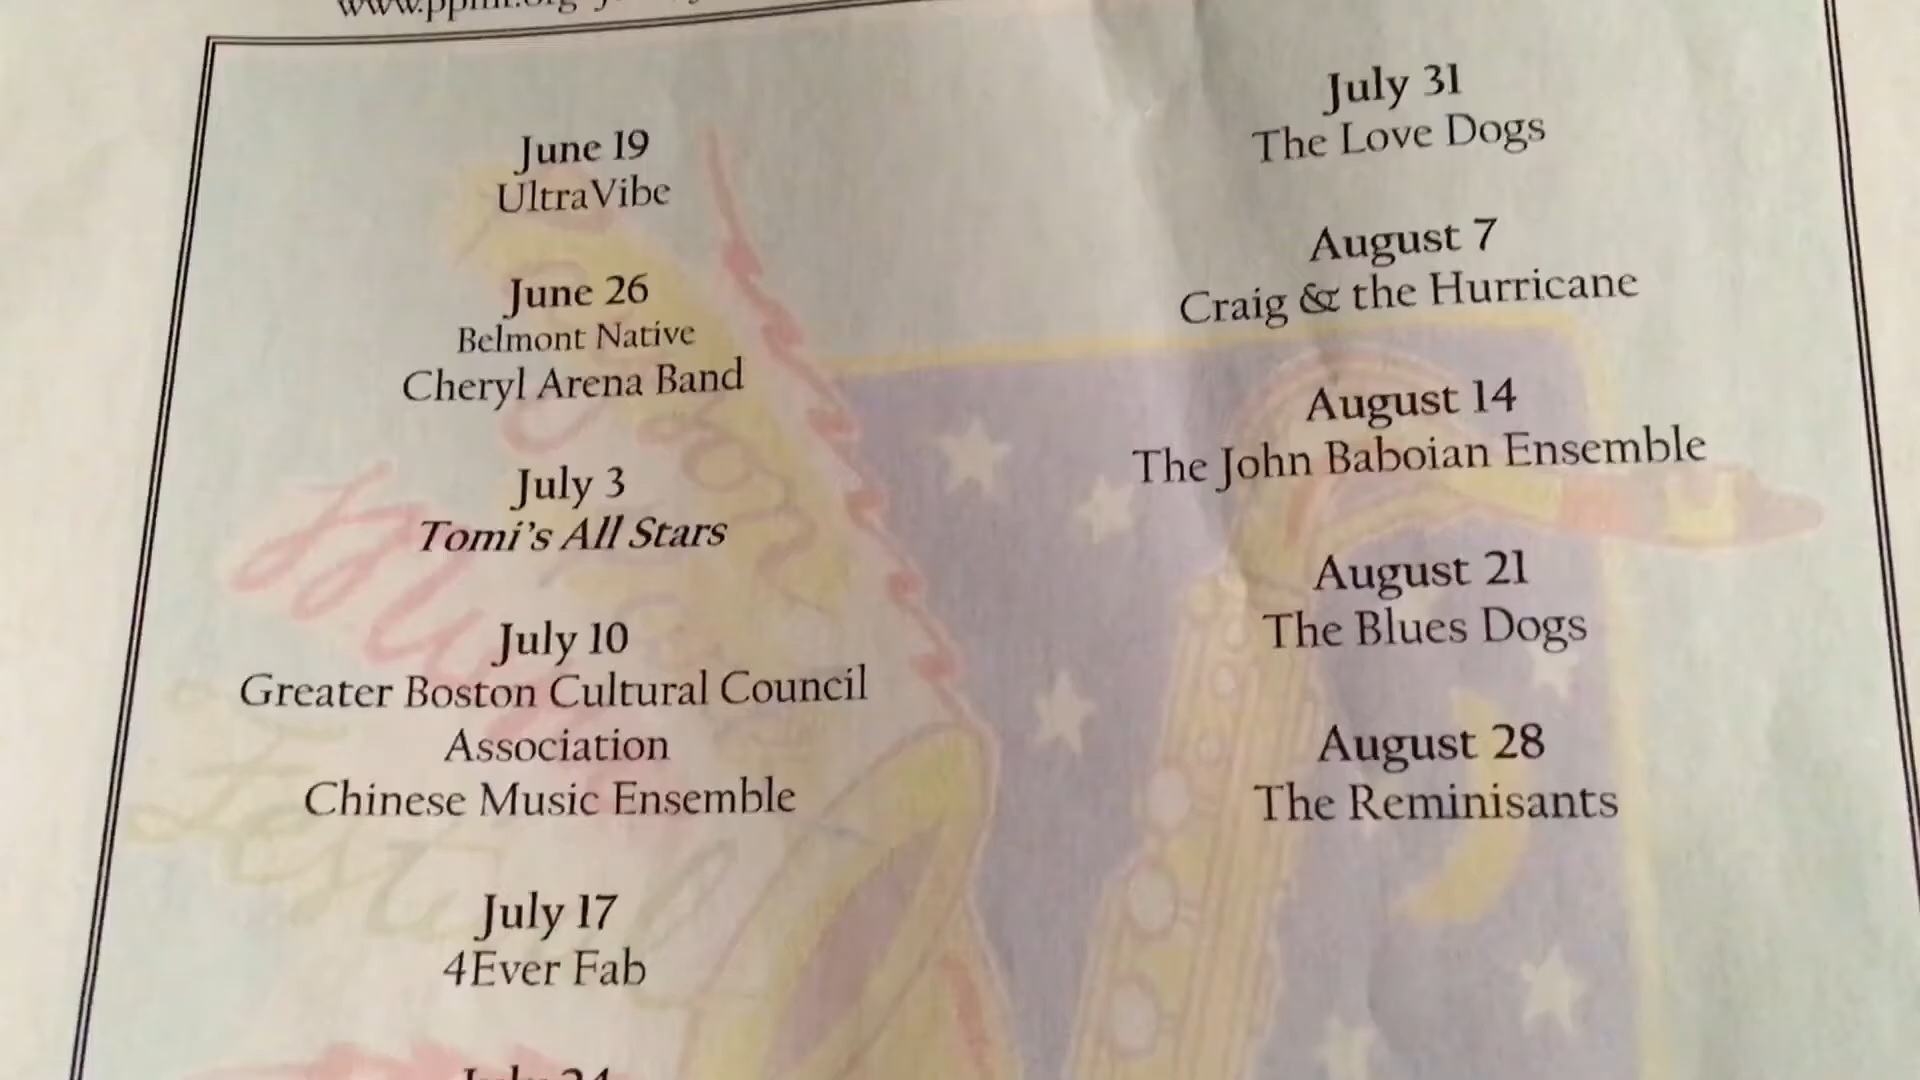 June 19
UltraVibe
June 26
Belmont Native
Cheryl Arena Band
July 3
Tomi's All Stars
July 10
Greater Boston Cultural Council
Association
Chinese Music Ensemble
July 17
4Ever Fab
July 24
July 31
The Love Dogs
August 7
Craig & the Hurricane
August 14
The John Baboian Ensemble
August 21
The Blues Dogs
August 28
The Reminisants